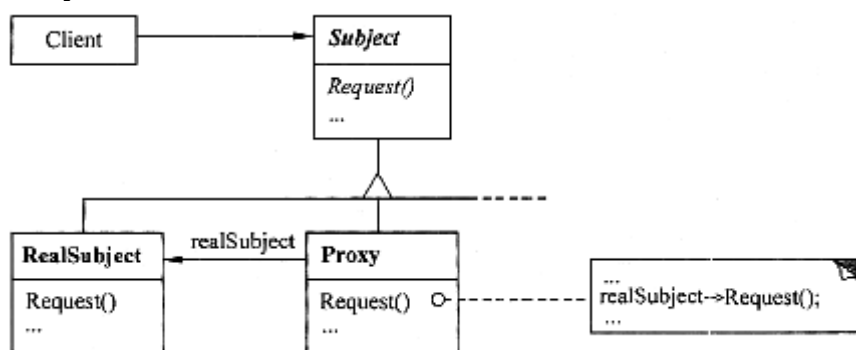 Client
Subject
Request()
...
RealSubject
Request()
...
realSubject
Proxy
Request()
...
...
realSubject->Request();
...